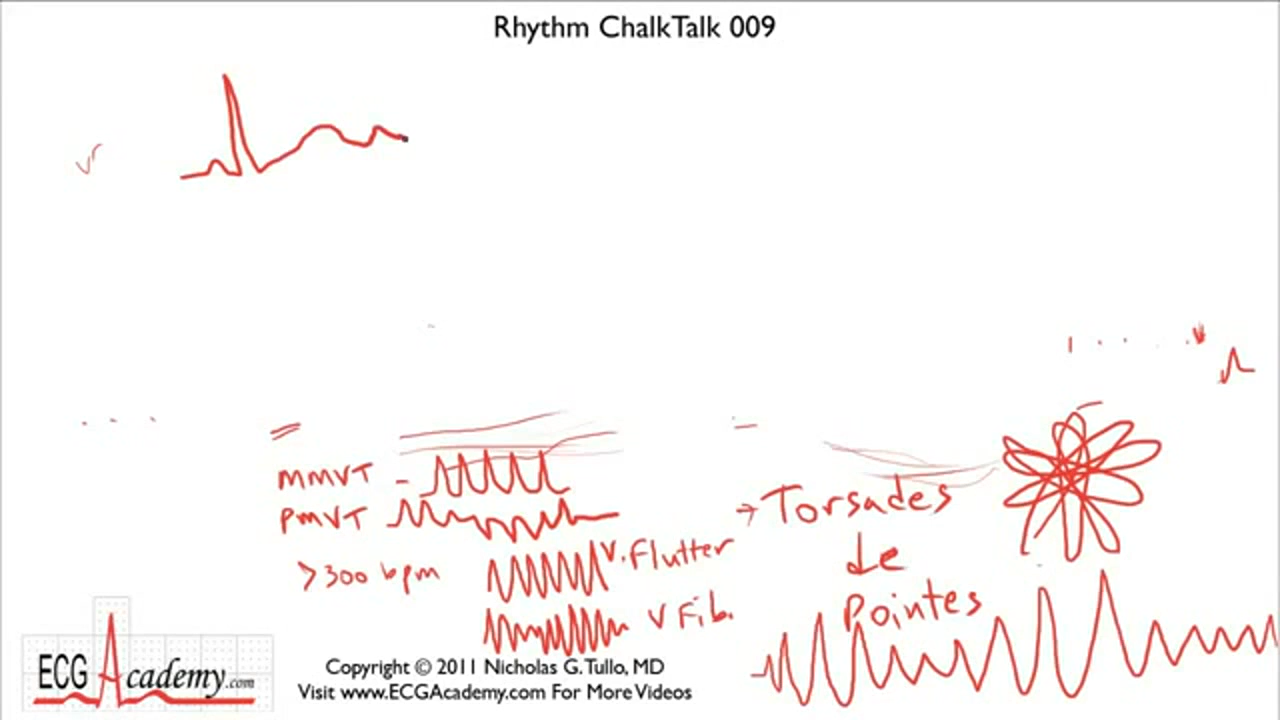 Rhythm ChalkTalk 009
MMVT
PMVT
>300 bpm
V. Flutter
V Fib.
→ Torsades
de
Pointes
ECG Academy.com
Copyright © 2011 Nicholas G. Tullo, MD
Visit www.ECGAcademy.com For More Videos